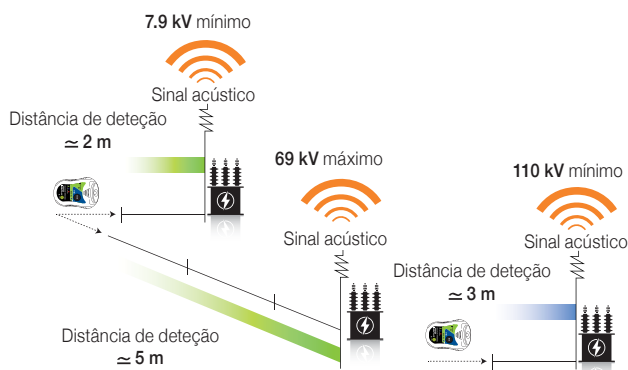 7.9 kV mínimo
Sinal acústico
Distância de deteção
≃ 2 m
69 kV máximo
Sinal acústico
Distância de deteção
≃ 5 m
110 kV mínimo
Sinal acústico
Distância de deteção
≃ 3 m